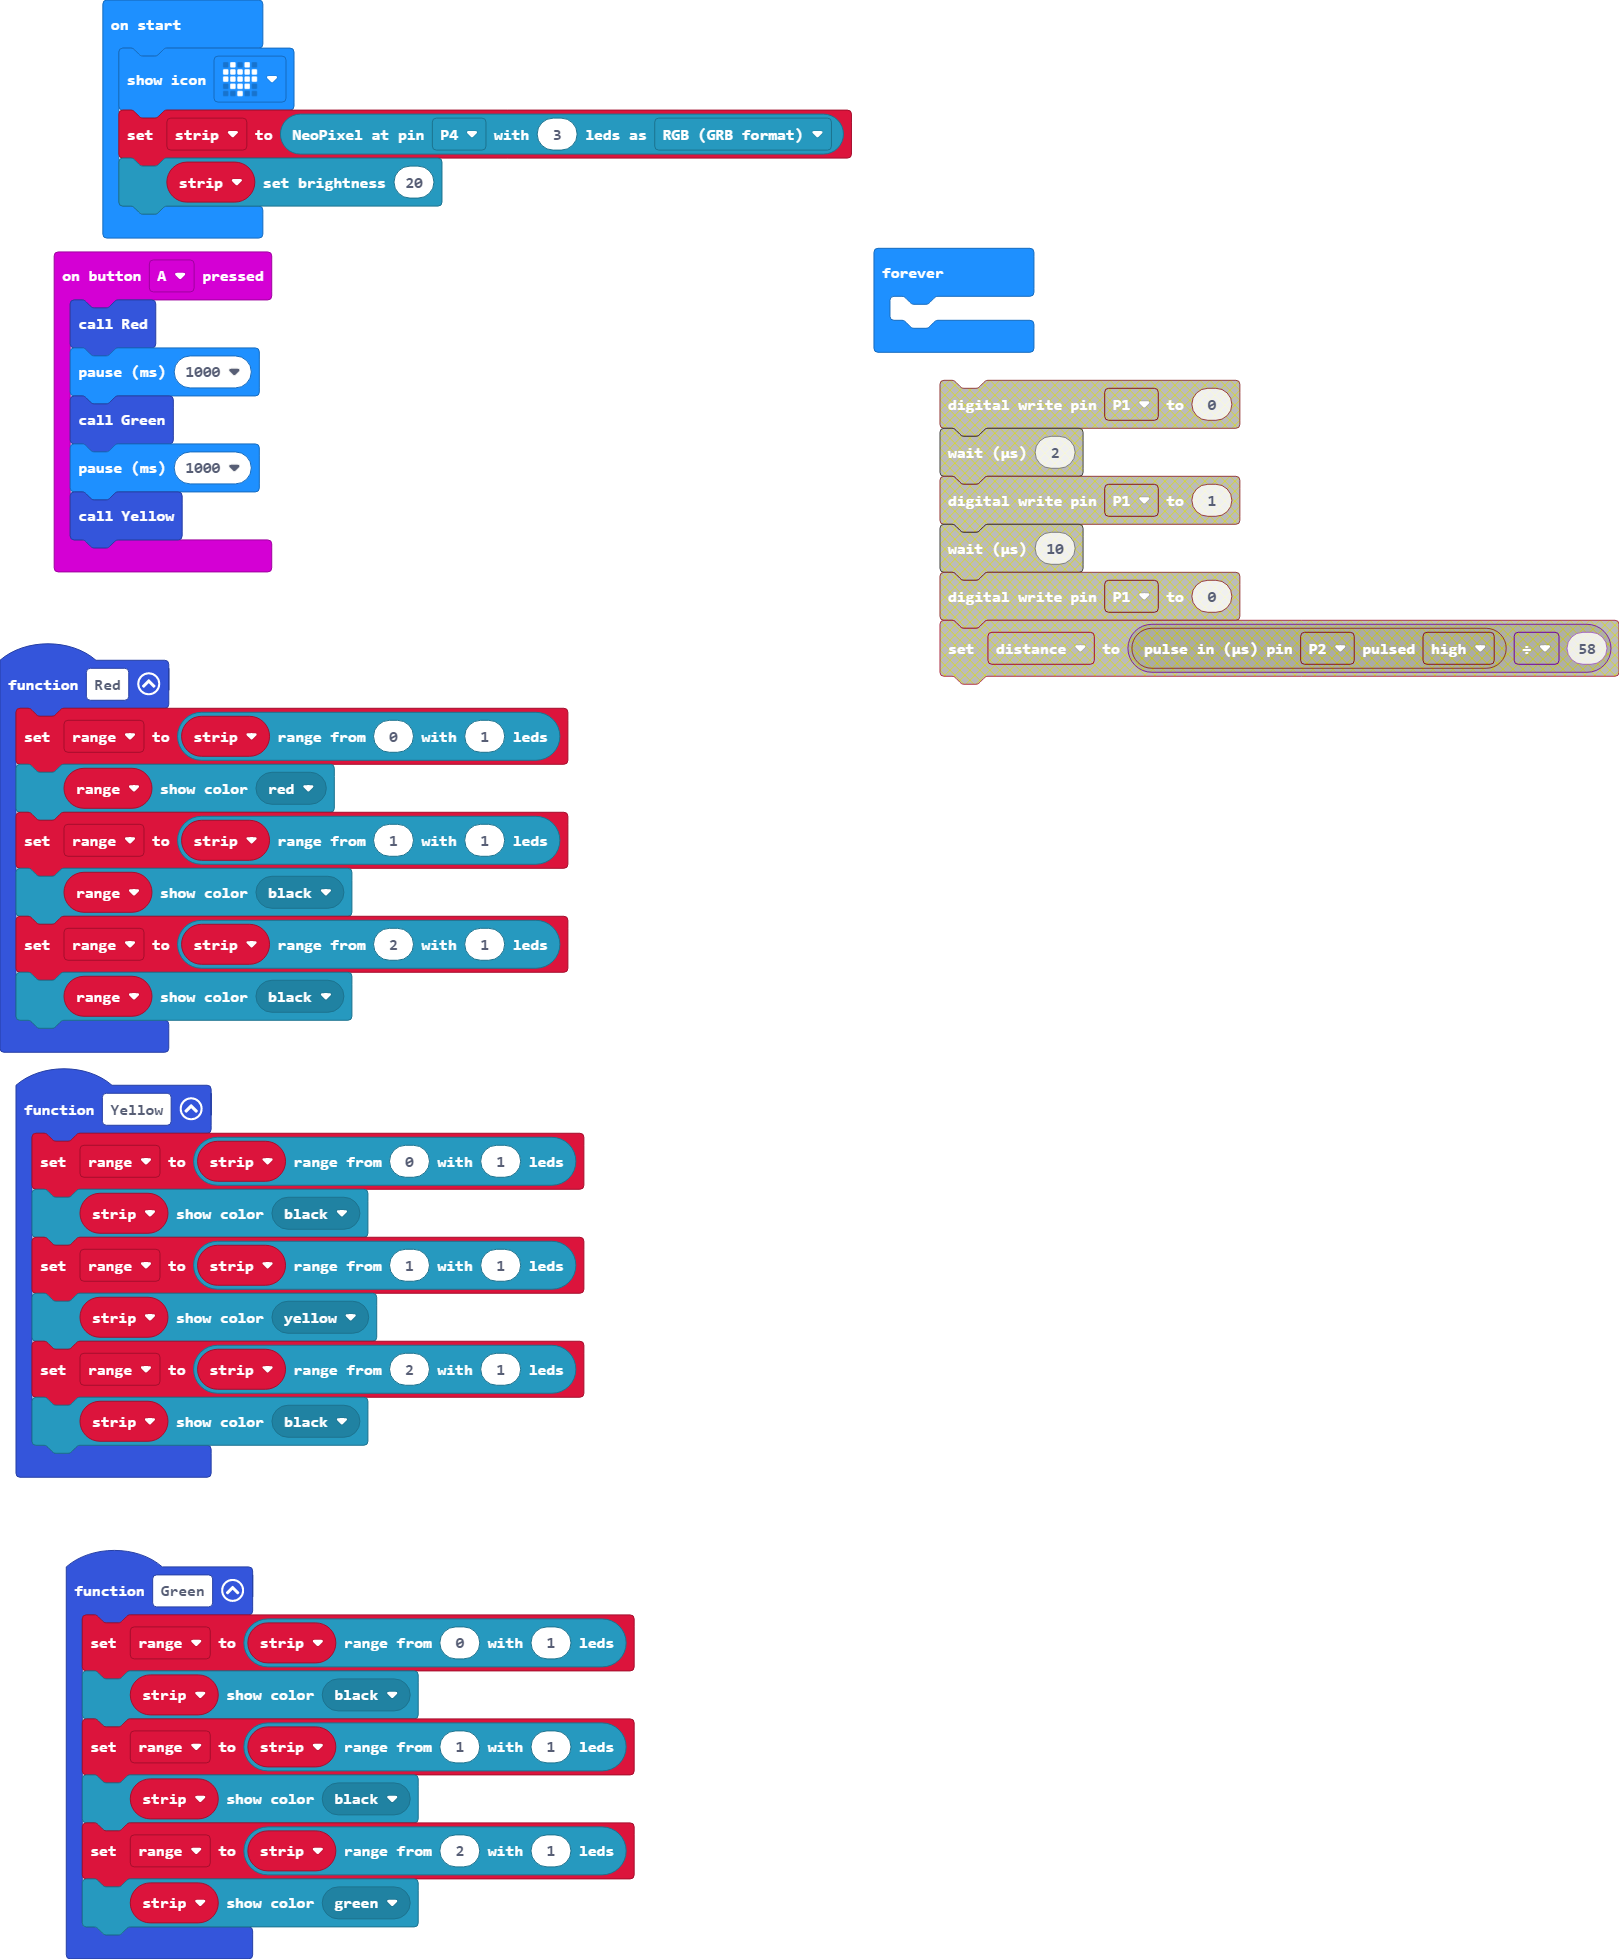 on start
show icon
set strip to NeoPixel at pin P4 with 3 leds as RGB (GRB format)
strip set brightness 20
on button A pressed
call Red
pause (ms) 1000
call Green
pause (ms) 1000
call Yellow
forever
digital write pin P1 to 0
wait (µs) 2
digital write pin P1 to 1
wait (µs) 10
digital write pin P1 to 0
set distance to pulse in (µs) pin P2 pulsed high ÷ 58
function Red
set range to strip range from 0 with 1 leds
range show color red
set range to strip range from 1 with 1 leds
range show color black
set range to strip range from 2 with 1 leds
range show color black
function Yellow
set range to strip range from 0 with 1 leds
strip show color black
set range to strip range from 1 with 1 leds
strip show color yellow
set range to strip range from 2 with 1 leds
strip show color black
function Green
set range to strip range from 0 with 1 leds
strip show color black
set range to strip range from 1 with 1 leds
strip show color black
set range to strip range from 2 with 1 leds
strip show color green